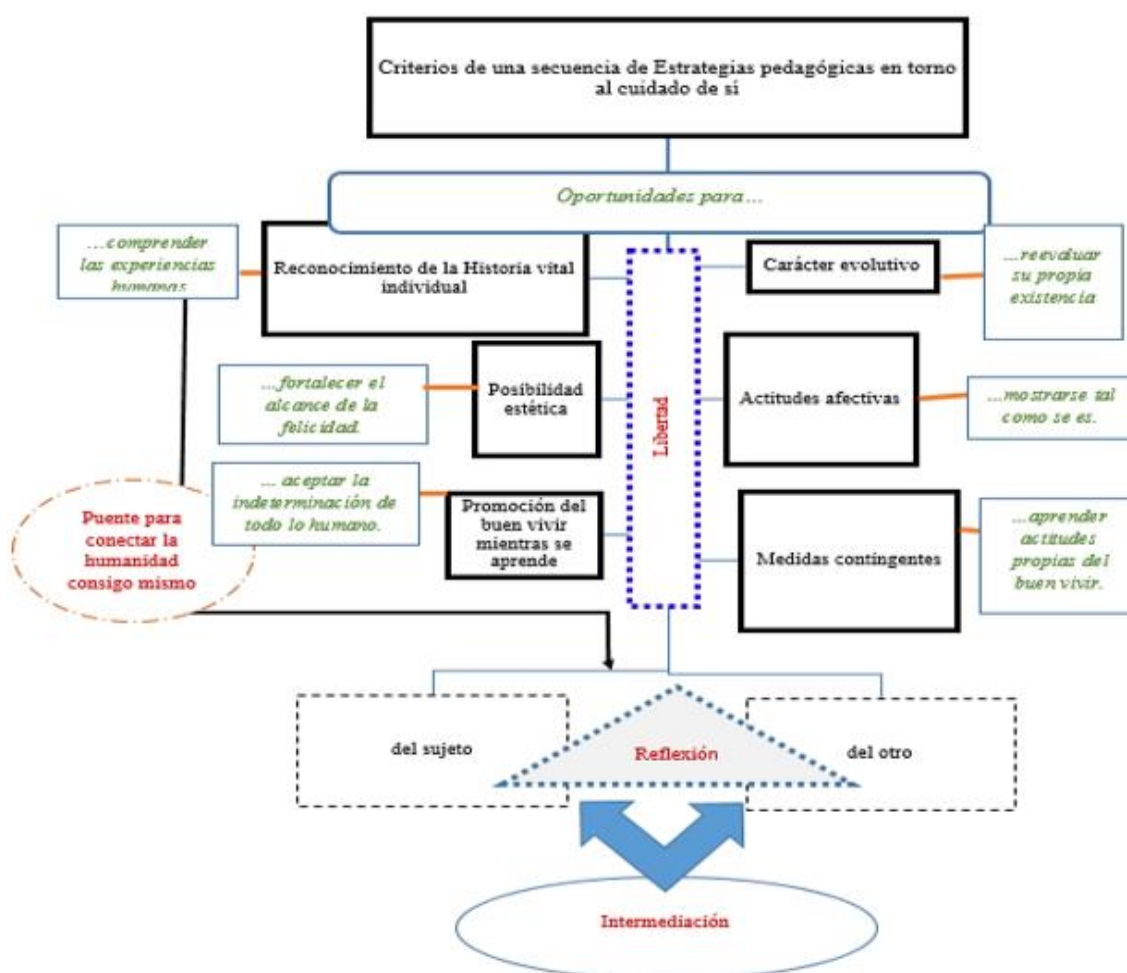 Criterios de una secuencia de Estrategias pedagógicas en torno
al cuidado de sí
Oportunidades para...
...comprender
las experiencias
humanas
Reconocimiento de la Historia vital
individual
Carácter evolutivo
...reevaluar
su propia
existencia
...fortalecer el
alcance de la
felicidad.
Posibilidad
estética
Libertad
Actitudes afectivas
...mostrarse tal
como se es.
... aceptar la
indeterminación de
todo lo humano.
Promoción del
buen vivir
mientras se
aprende
Medidas contingentes
...aprender
actitudes
propias del
buen vivir.
Puente para
conectar la
humanidad
consigo mismo
del sujeto
Reflexión
del otro
Intermediación